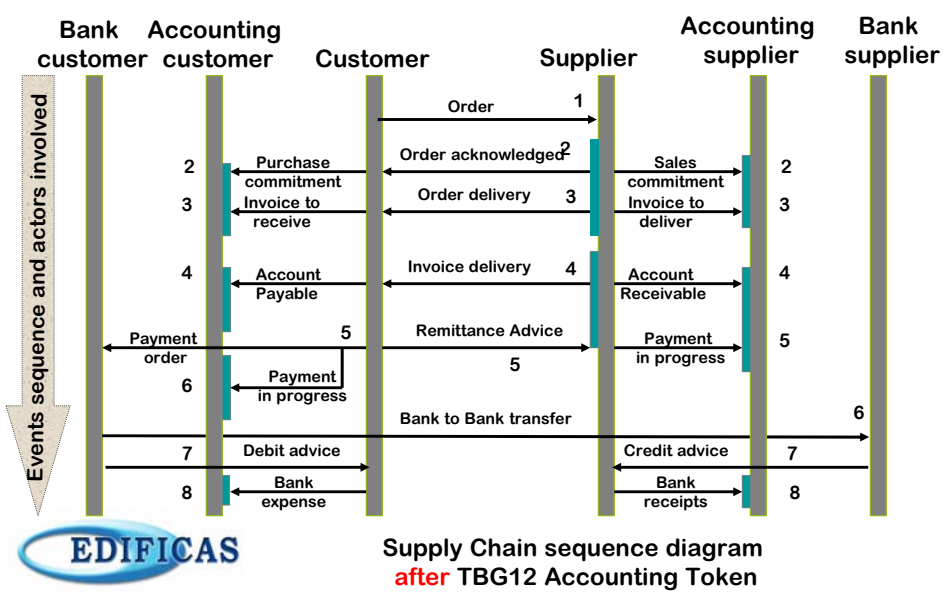 Bank
customer
Accounting
customer
Customer
Supplier
Accounting
supplier
Bank
supplier
Events sequence and actors involved
Order
1
2
Purchase
commitment
Order acknowledged
2
Sales
commitment
2
3
Invoice to
receive
Order delivery
3
Invoice to
deliver
3
4
Account
Payable
Invoice delivery
4
Account
Receivable
4
Payment
order
5
Remittance Advice
5
Payment
in progress
5
6
Payment
in progress
Bank to Bank transfer
6
7
Debit advice
Credit advice
7
8
Bank
expense
Bank
receipts
8
EDIFICAS
Supply Chain sequence diagram
after TBG12 Accounting Token